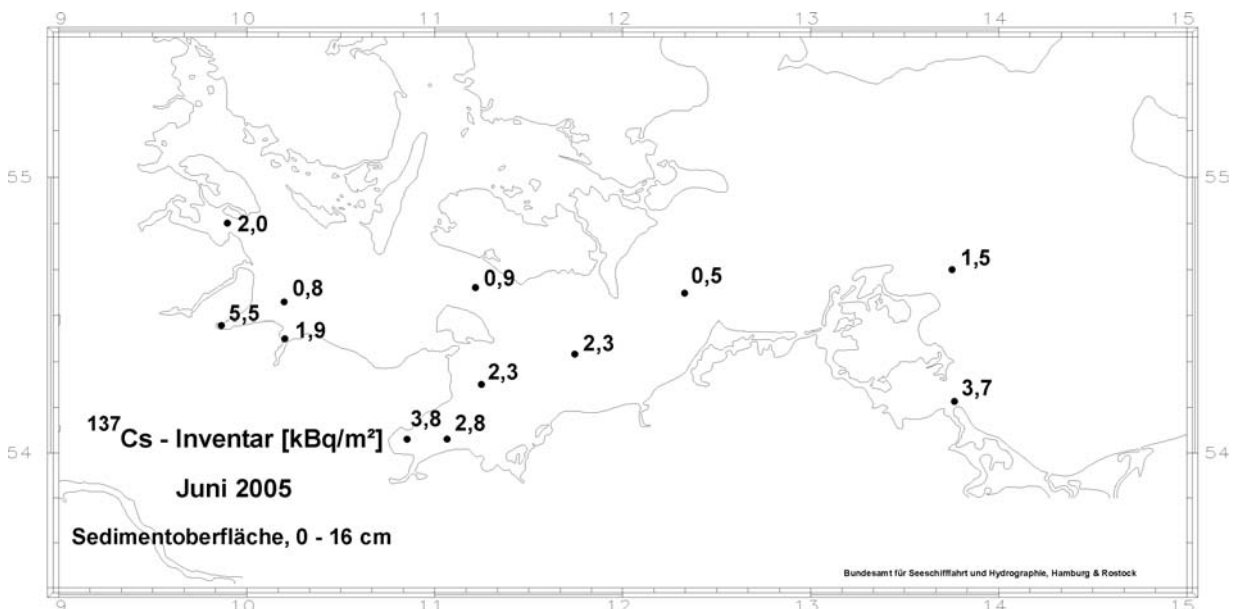 9 10 11 12 13 14 15
55 55
2,0
1,5
0,9
0,5
0,8
5,5
1,9
2,3
2,3
3,7
3,8 2,8
¹³⁷Cs - Inventar [kBq/m²]
54 54
Juni 2005
Sedimentoberfläche, 0 - 16 cm
Bundesamt für Seeschifffahrt und Hydrographie, Hamburg & Rostock
9 10 11 12 13 14 15